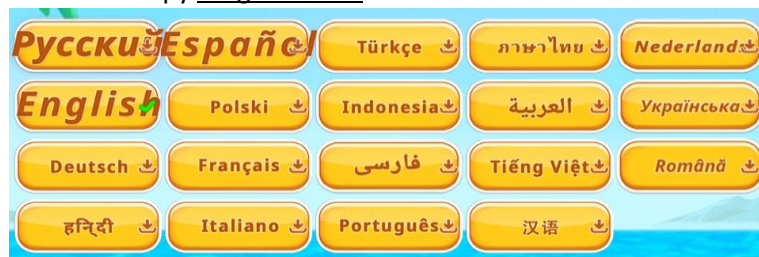 Русский Español Türkçe ภาษาไทย Nederland
English Polski Indonesia العربية Українська
Deutsch Français فارسی Tiếng Việt Română
हिन्दी Italiano Português 汉语